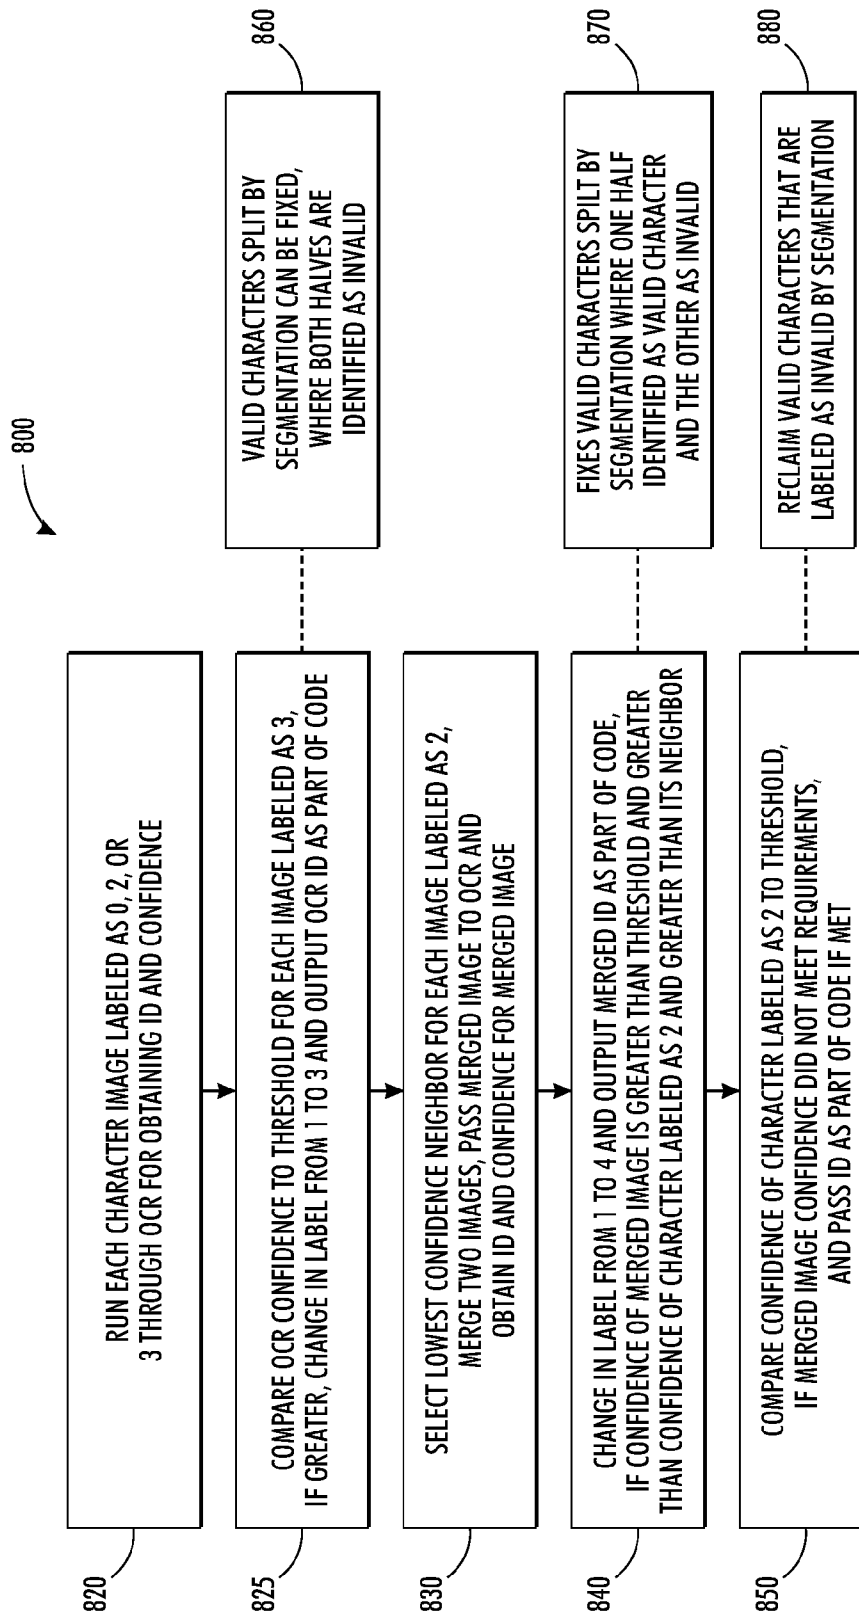 800
820
RUN EACH CHARACTER IMAGE LABELED AS 0, 2, OR
3 THROUGH OCR FOR OBTAINING ID AND CONFIDENCE
825
COMPARE OCR CONFIDENCE TO THRESHOLD FOR EACH IMAGE LABELED AS 3,
IF GREATER, CHANGE IN LABEL FROM 1 TO 3 AND OUTPUT OCR ID AS PART OF CODE
860
VALID CHARACTERS SPLIT BY
SEGMENTATION CAN BE FIXED,
WHERE BOTH HALVES ARE
IDENTIFIED AS INVALID
830
SELECT LOWEST CONFIDENCE NEIGHBOR FOR EACH IMAGE LABELED AS 2,
MERGE TWO IMAGES, PASS MERGED IMAGE TO OCR AND
OBTAIN ID AND CONFIDENCE FOR MERGED IMAGE
840
CHANGE IN LABEL FROM 1 TO 4 AND OUTPUT MERGED ID AS PART OF CODE,
IF CONFIDENCE OF MERGED IMAGE IS GREATER THAN THRESHOLD AND GREATER
THAN CONFIDENCE OF CHARACTER LABELED AS 2 AND GREATER THAN ITS NEIGHBOR
870
FIXES VALID CHARACTERS SPILT BY
SEGMENTATION WHERE ONE HALF
IDENTIFIED AS VALID CHARACTER
AND THE OTHER AS INVALID
850
COMPARE CONFIDENCE OF CHARACTER LABELED AS 2 TO THRESHOLD,
IF MERGED IMAGE CONFIDENCE DID NOT MEET REQUIREMENTS,
AND PASS ID AS PART OF CODE IF MET
880
RECLAIM VALID CHARACTERS THAT ARE
LABELED AS INVALID BY SEGMENTATION